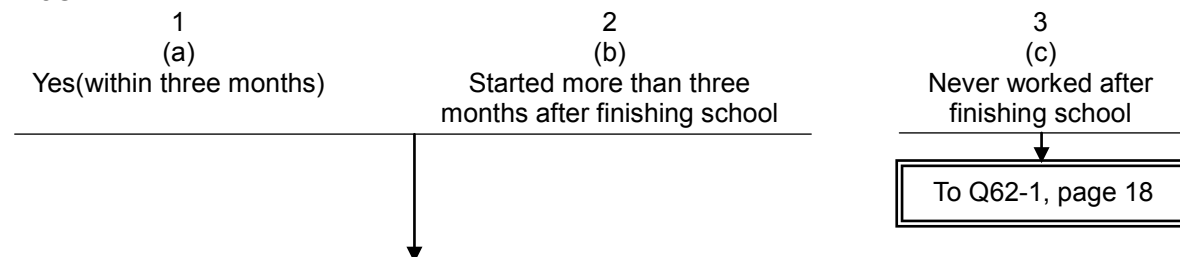 1
(a)
Yes(within three months)
2
(b)
Started more than three
months after finishing school
3
(c)
Never worked after
finishing school
To Q62-1, page 18